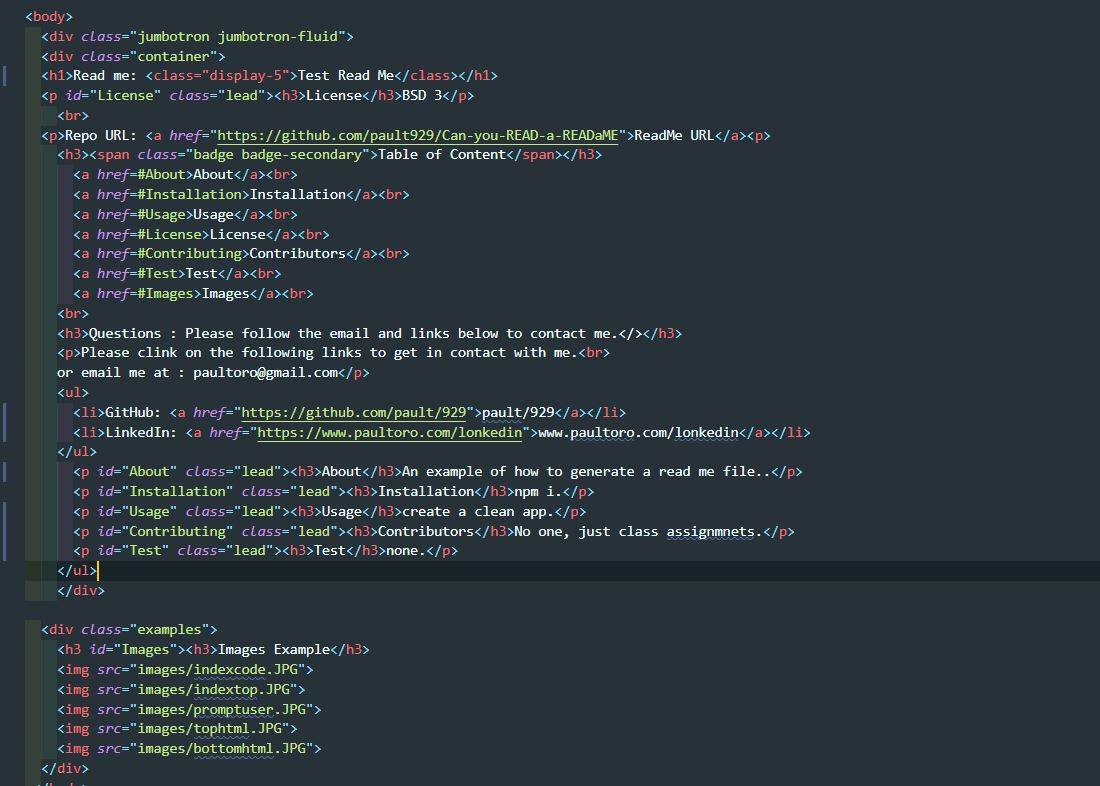 <body>
<div class="jumbotron jumbotron-fluid">
<div class="container">
<h1>Read me: <class="display-5">Test Read Me</class></h1>
<p id="License" class="lead"><h3>License</h3>BSD 3</p>
<br>
<p>Repo URL: <a href="https://github.com/pault929/Can-you-READ-a-READaME">ReadMe URL</a><p>
<h3><span class="badge badge-secondary">Table of Content</span></h3>
<a href=#About>About</a><br>
<a href=#Installation>Installation</a><br>
<a href=#Usage>Usage</a><br>
<a href=#License>License</a><br>
<a href=#Contributing>Contributors</a><br>
<a href=#Test>Test</a><br>
<a href=#Images>Images</a><br>
<br>
<h3>Questions : Please follow the email and links below to contact me.</></h3>
<p>Please clink on the following links to get in contact with me.<br>
or email me at : paultoro@gmail.com</p>
<ul>
<li>GitHub: <a href="https://github.com/pault/929">pault/929</a></li>
<li>LinkedIn: <a href="https://www.paultoro.com/lonkedin">www.paultoro.com/lonkedin</a></li>
</ul>
<p id="About" class="lead"><h3>About</h3>An example of how to generate a read me file..</p>
<p id="Installation" class="lead"><h3>Installation</h3>npm i.</p>
<p id="Usage" class="lead"><h3>Usage</h3>create a clean app.</p>
<p id="Contributing" class="lead"><h3>Contributors</h3>No one, just class assignmnets.</p>
<p id="Test" class="lead"><h3>Test</h3>none.</p>
</ul>
</div>
<div class="examples">
<h3 id="Images"><h3>Images Example</h3>
<img src="images/indexcode.JPG">
<img src="images/indextop.JPG">
<img src="images/promptuser.JPG">
<img src="images/tophtml.JPG">
<img src="images/bottomhtml.JPG">
</div>